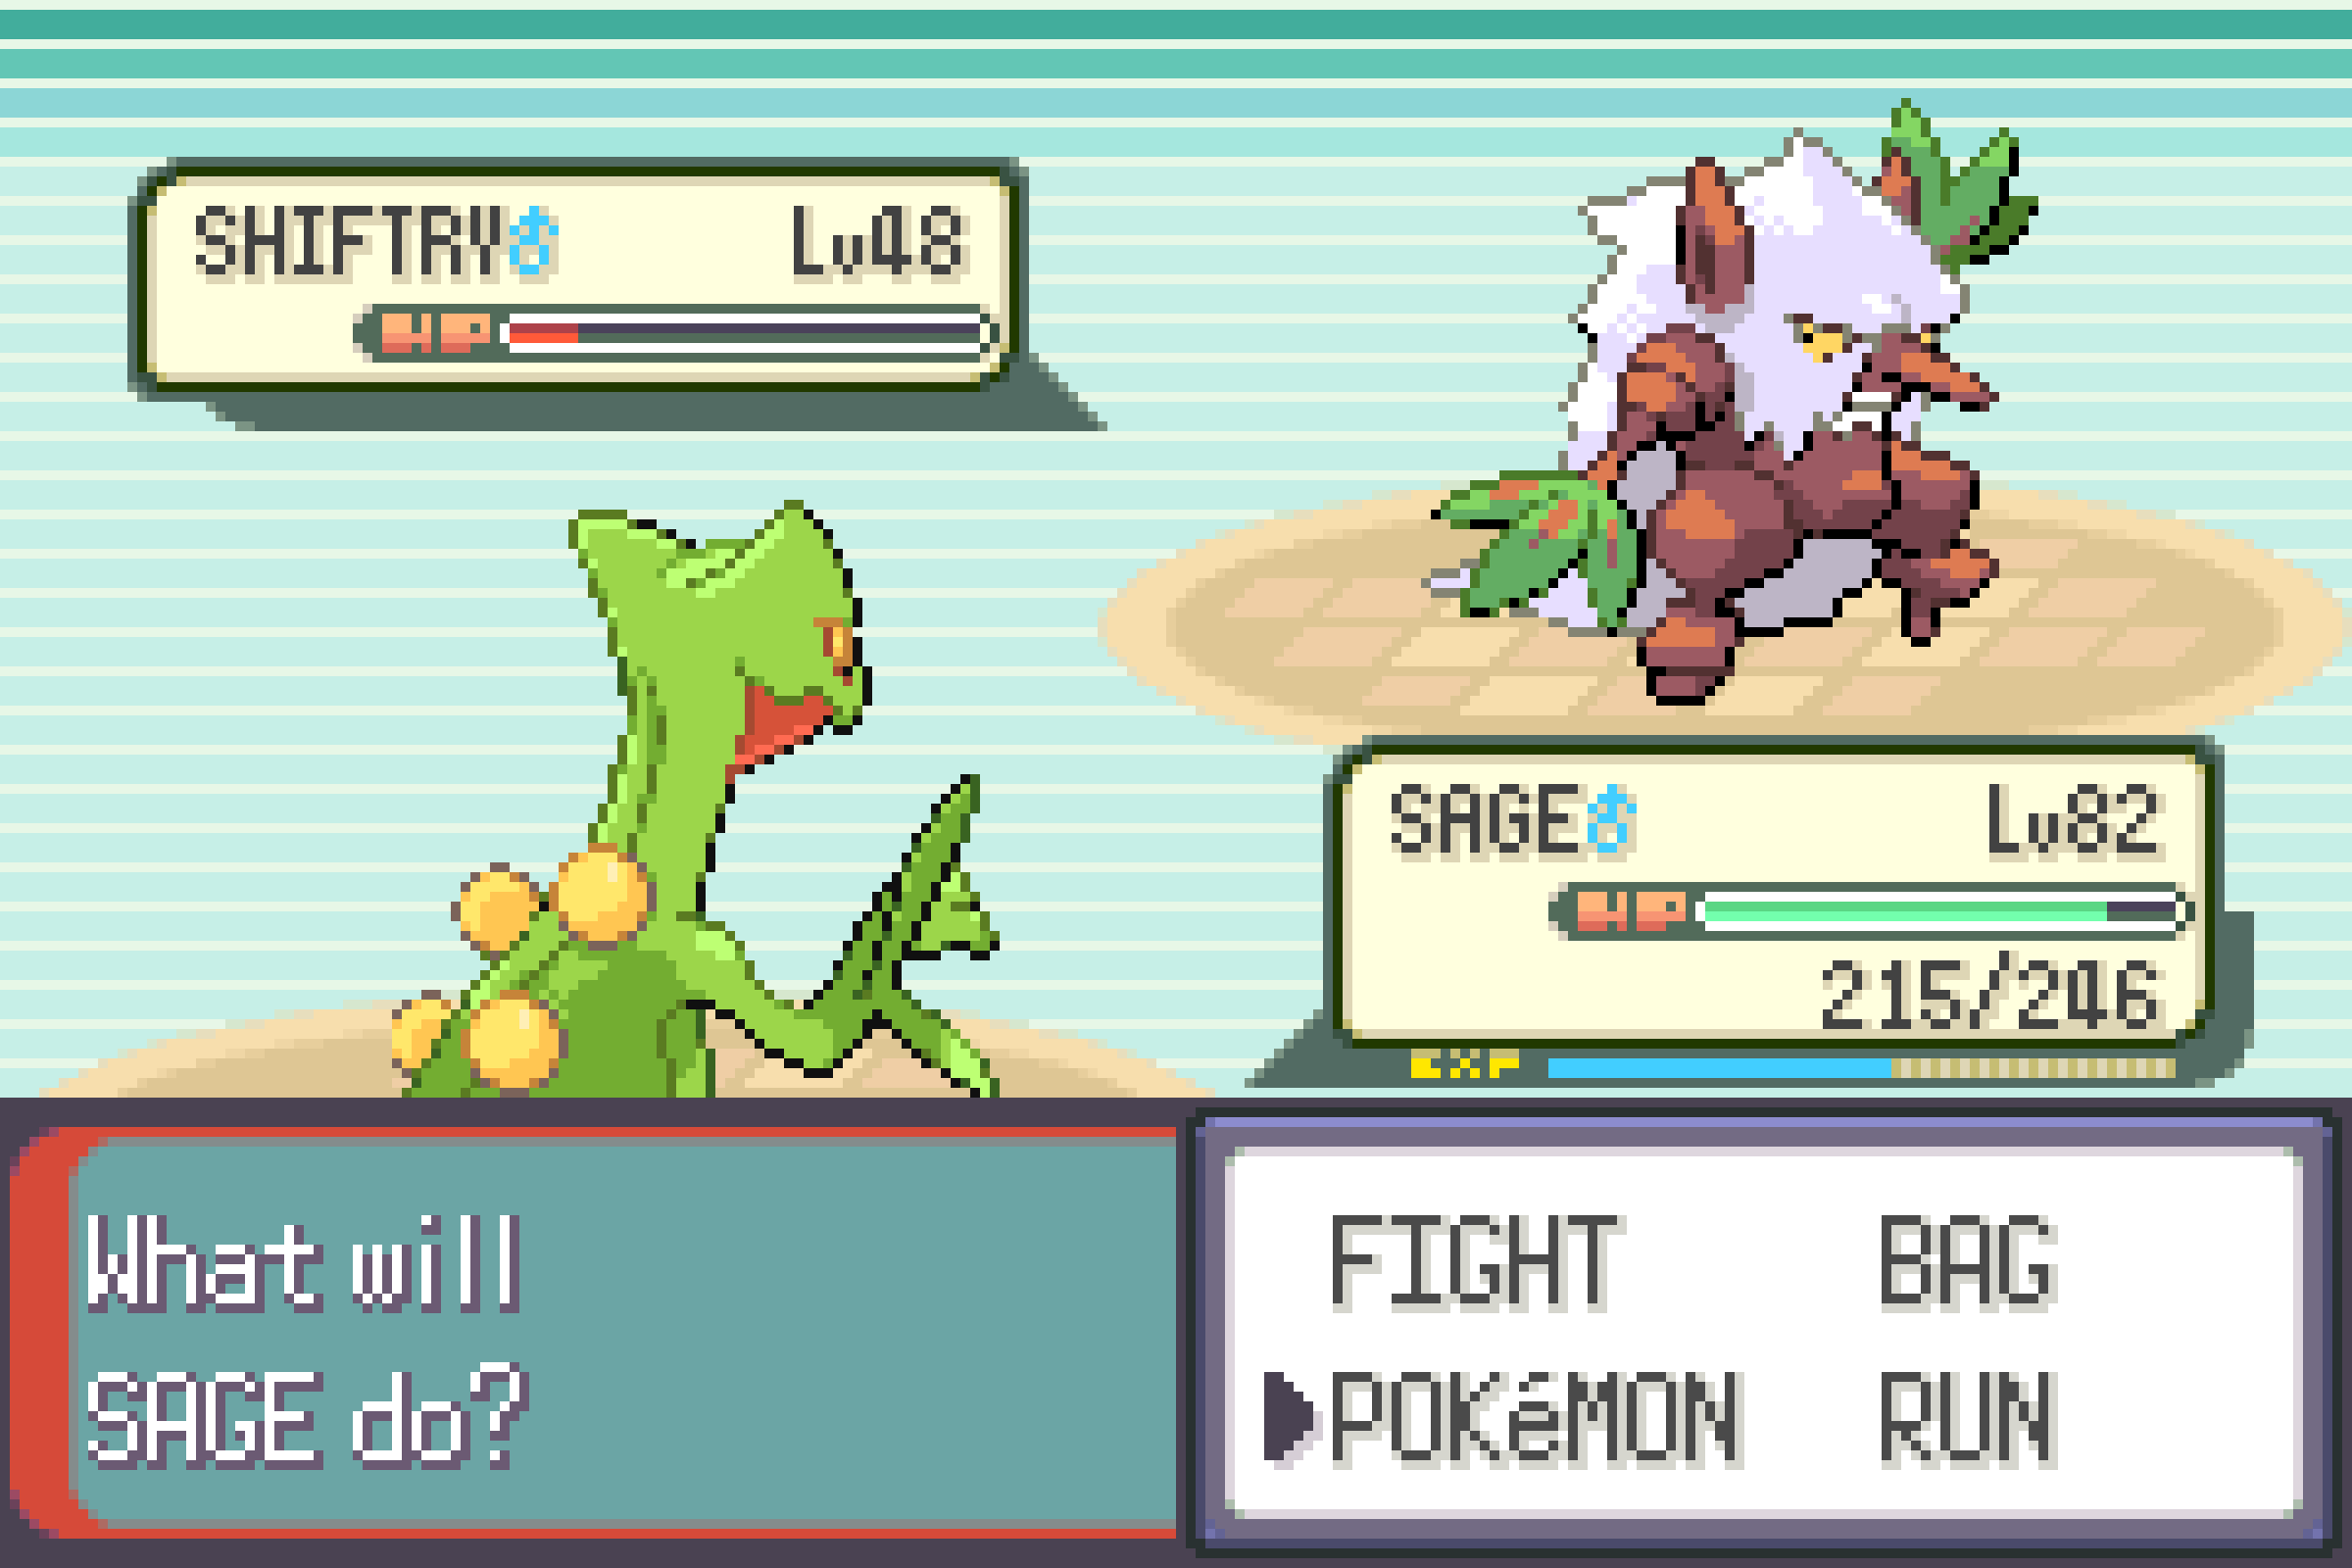 SHIFTRY♂ Lv48
HP
SAGE♂ Lv82
HP
215/246
EXP
What will
SAGE do?
FIGHT BAG
▶POKéMON RUN